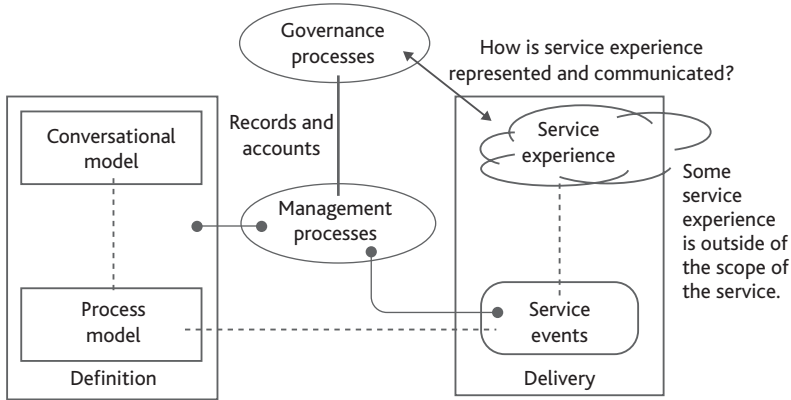 Governance
processes
How is service experience
represented and communicated?
Conversational
model
Records and
accounts
Service
experience
Some
service
experience
is outside of
the scope of
the service.
Management
processes
Process
model
Service
events
Definition
Delivery